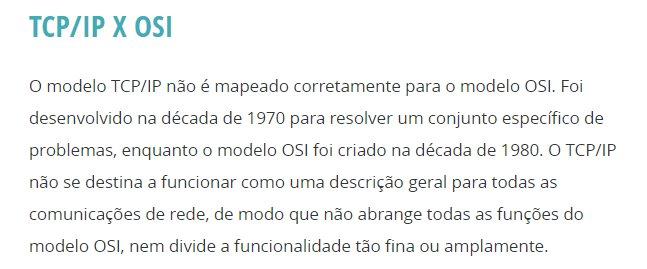 TCP/IP X OSI
O modelo TCP/IP não é mapeado corretamente para o modelo OSI. Foi
desenvolvido na década de 1970 para resolver um conjunto específico de
problemas, enquanto o modelo OSI foi criado na década de 1980. O TCP/IP
não se destina a funcionar como uma descrição geral para todas as
comunicações de rede, de modo que não abrange todas as funções do
modelo OSI, nem divide a funcionalidade tão fina ou amplamente.